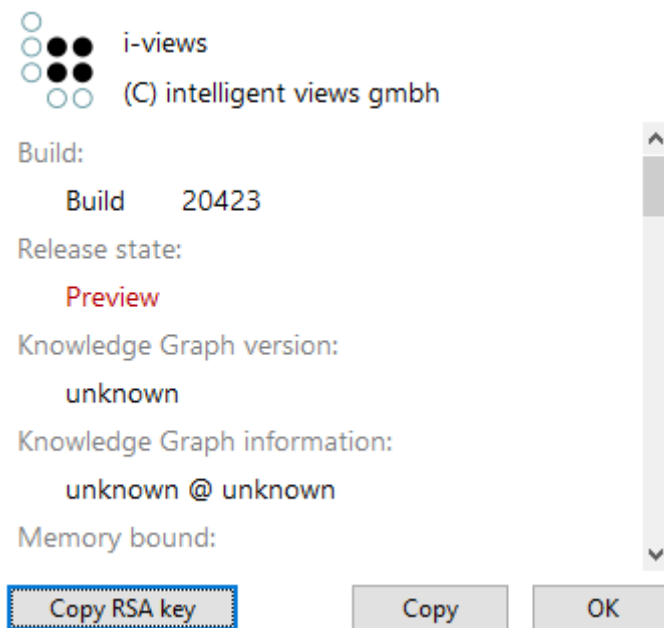 i-views
(C) intelligent views gmbh
Build:
Build 20423
Release state:
Preview
Knowledge Graph version:
unknown
Knowledge Graph information:
unknown @ unknown
Memory bound:
Copy RSA key Copy OK